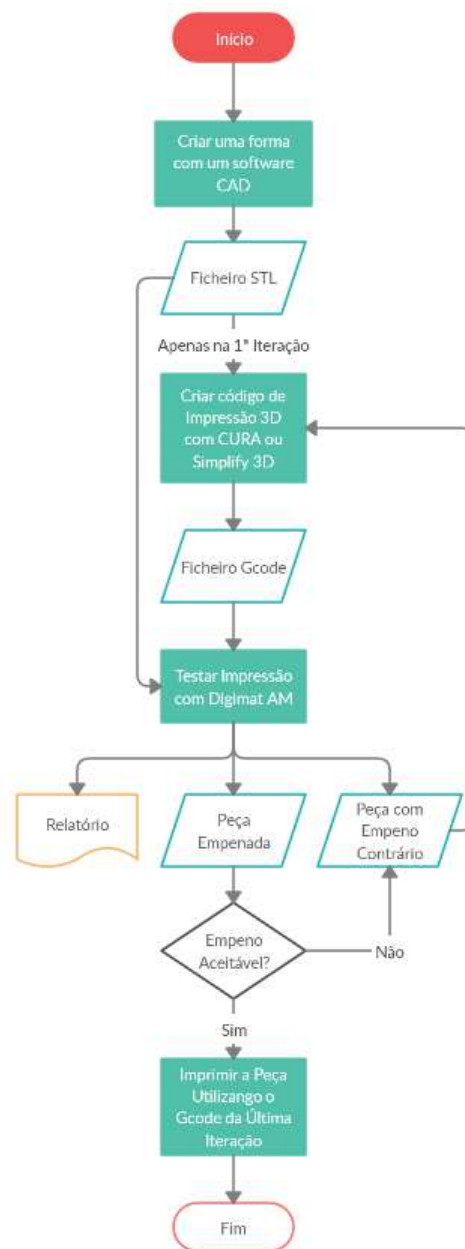 Início
Criar uma forma
com um software
CAD
Ficheiro STL
Apenas na 1ª Iteração
Criar código de
Impressão 3D
com CURA ou
Simplify 3D
Ficheiro Gcode
Testar Impressão
com Digimat AM
Relatório
Peça
Empenada
Peça com
Empeno
Contrário
Empeno
Aceitável?
Não
Sim
Imprimir a Peça
Utilizango o
Gcode da Última
Iteração
Fim